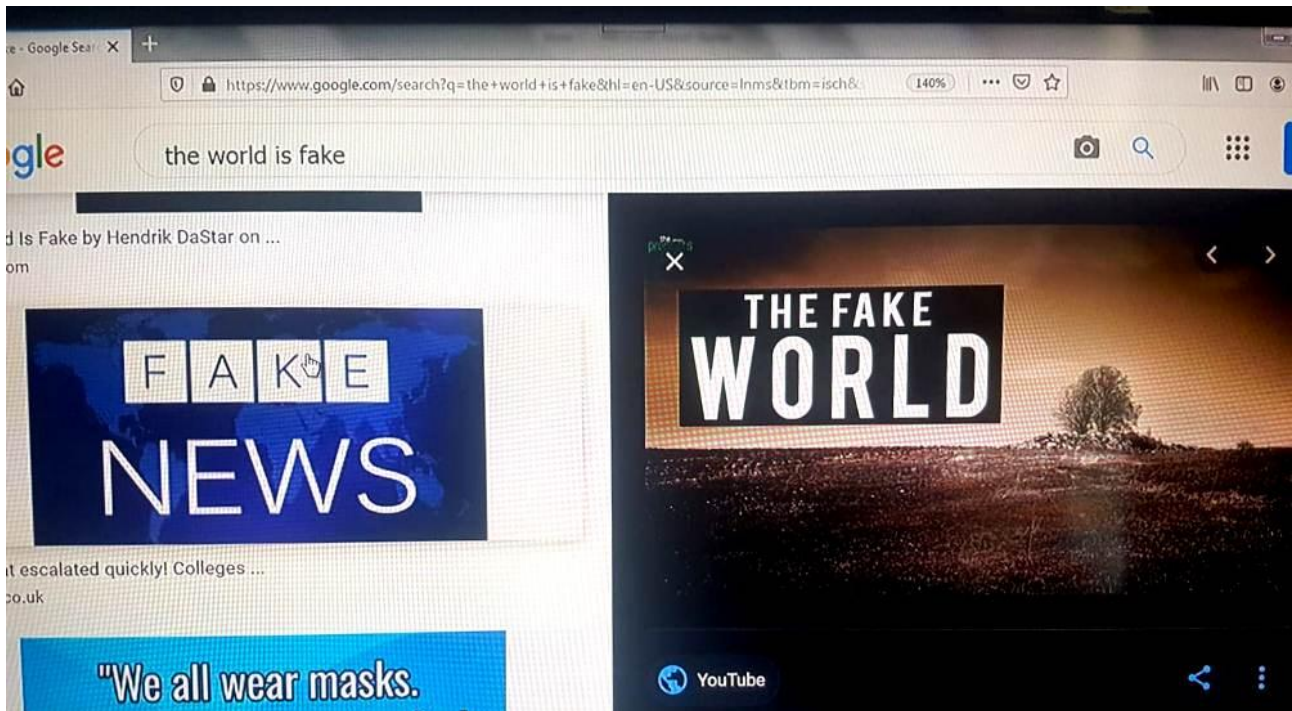 e - Google Sear
https://www.google.com/search?q=the+world+is+fake&hl=en-US&source=lnms&tbm=isch&
140%
gle
the world is fake
d Is Fake by Hendrik DaStar on ...
om
FAKE
NEWS
t escalated quickly! Colleges ...
co.uk
"We all wear masks.
THE FAKE
WORLD
YouTube